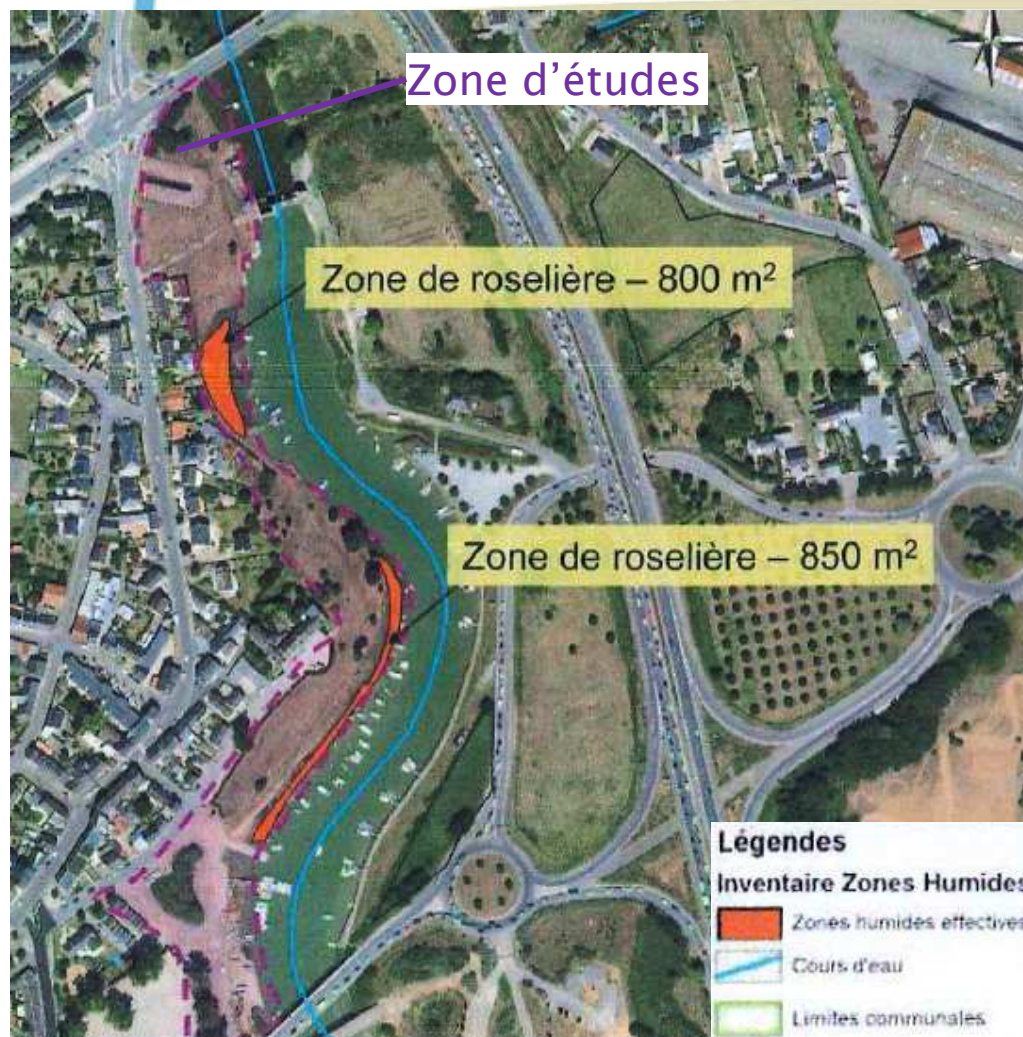 Zone d'études
Zone de roselière – 800 m²
Zone de roselière – 850 m²
Légendes
Inventaire Zones Humides
Zones humides effectives
Cours d'eau
Limites communales